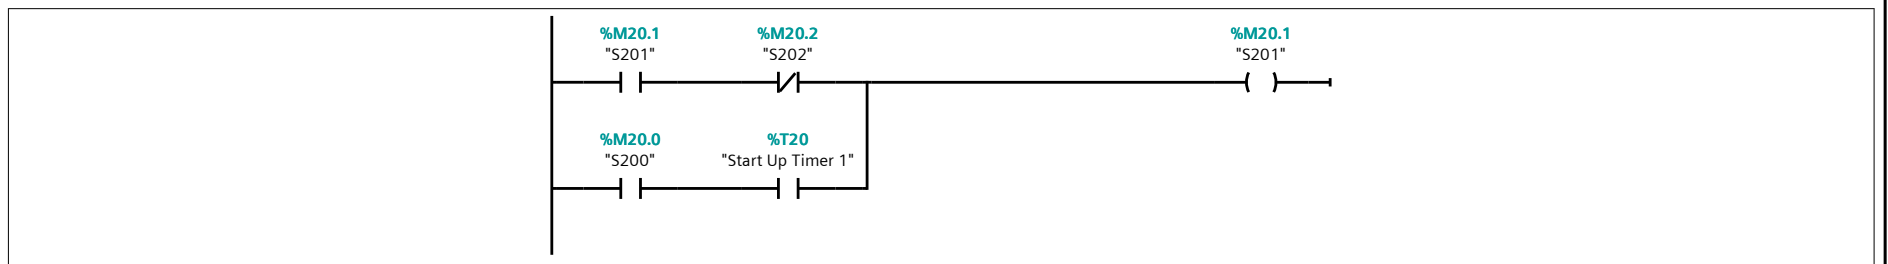 %M20.1 %M20.2 %M20.1
"S201" "S202" "S201"
%M20.0 %T20
"S200" "Start Up Timer 1"